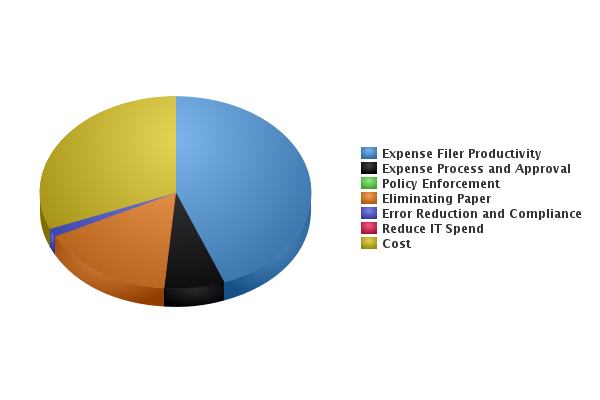 Expense Filer Productivity
Expense Process and Approval
Policy Enforcement
Eliminating Paper
Error Reduction and Compliance
Reduce IT Spend
Cost